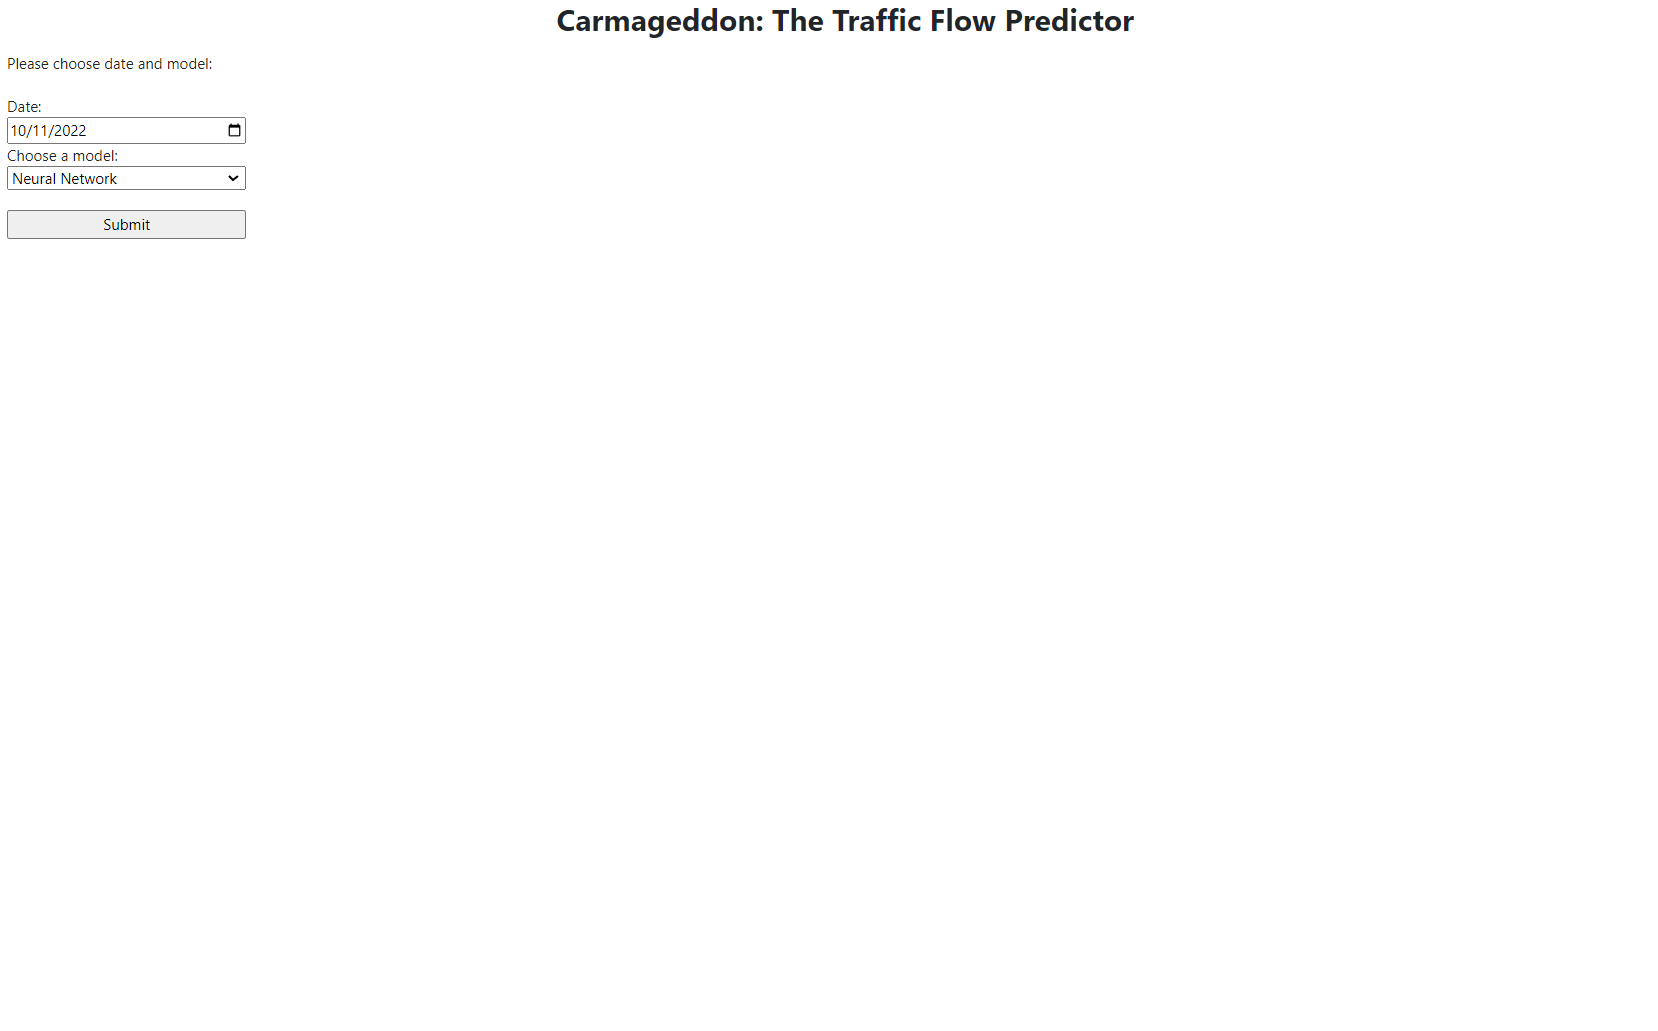 Carmageddon: The Traffic Flow Predictor
Please choose date and model:
Date:
10/11/2022
Choose a model:
Neural Network
Submit